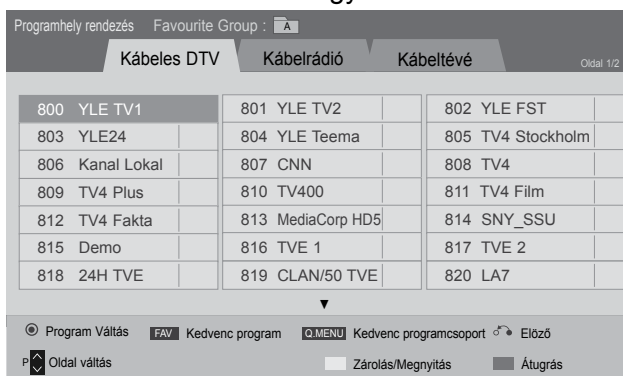 Programhely rendezés Favourite Group : A
Kábeles DTV Kábelrádió Kábeltévé Oldal 1/2
800 YLE TV1 801 YLE TV2 802 YLE FST
803 YLE24 804 YLE Teema 805 TV4 Stockholm
806 Kanal Lokal 807 CNN 808 TV4
809 TV4 Plus 810 TV400 811 TV4 Film
812 TV4 Fakta 813 MediaCorp HD5 814 SNY_SSU
815 Demo 816 TVE 1 817 TVE 2
818 24H TVE 819 CLAN/50 TVE 820 LA7
Program Váltás FAV Kedvenc program Q.MENU Kedvenc programcsoport Elöző
P Oldal váltás Zárolás/Megnyitás Átugrás